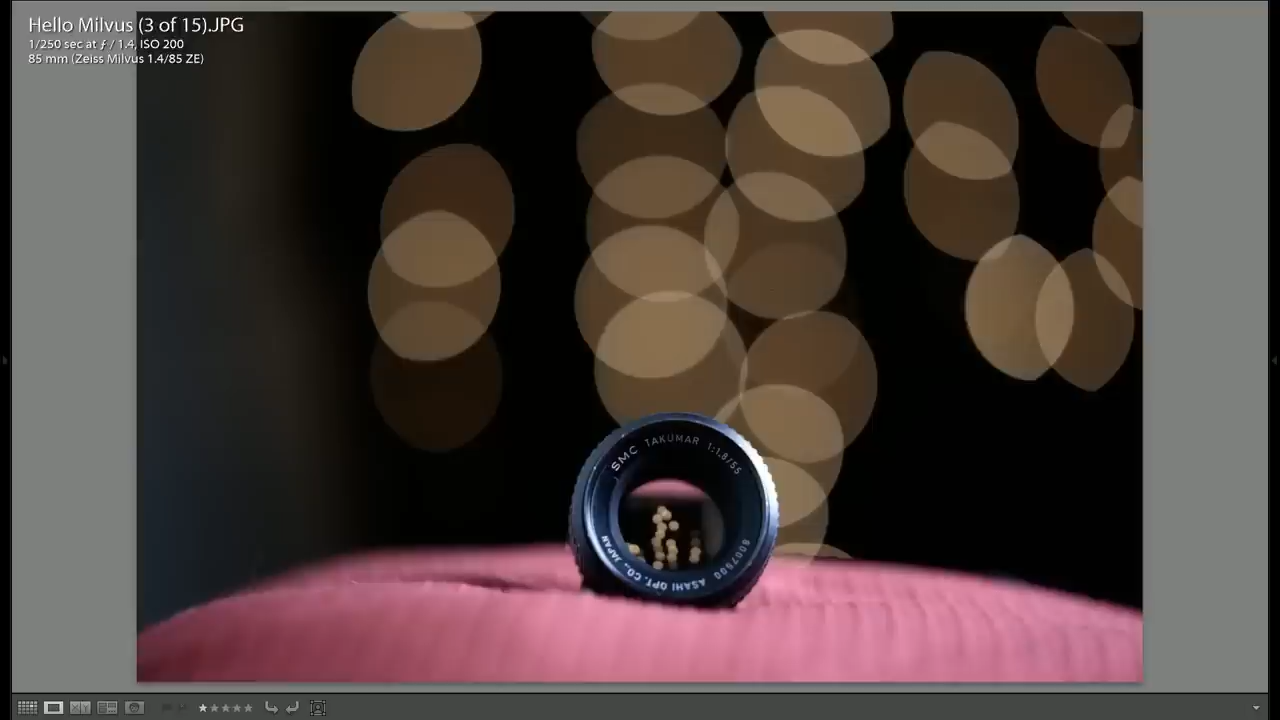 Hello Milvus (3 of 15).JPG
1/250 sec at ƒ / 1.4, ISO 200
85 mm (Zeiss Milvus 1.4/85 ZE)
SMC TAKUMAR 1:1.8/55
8007900 ASAHI OPT. CO., JAPAN